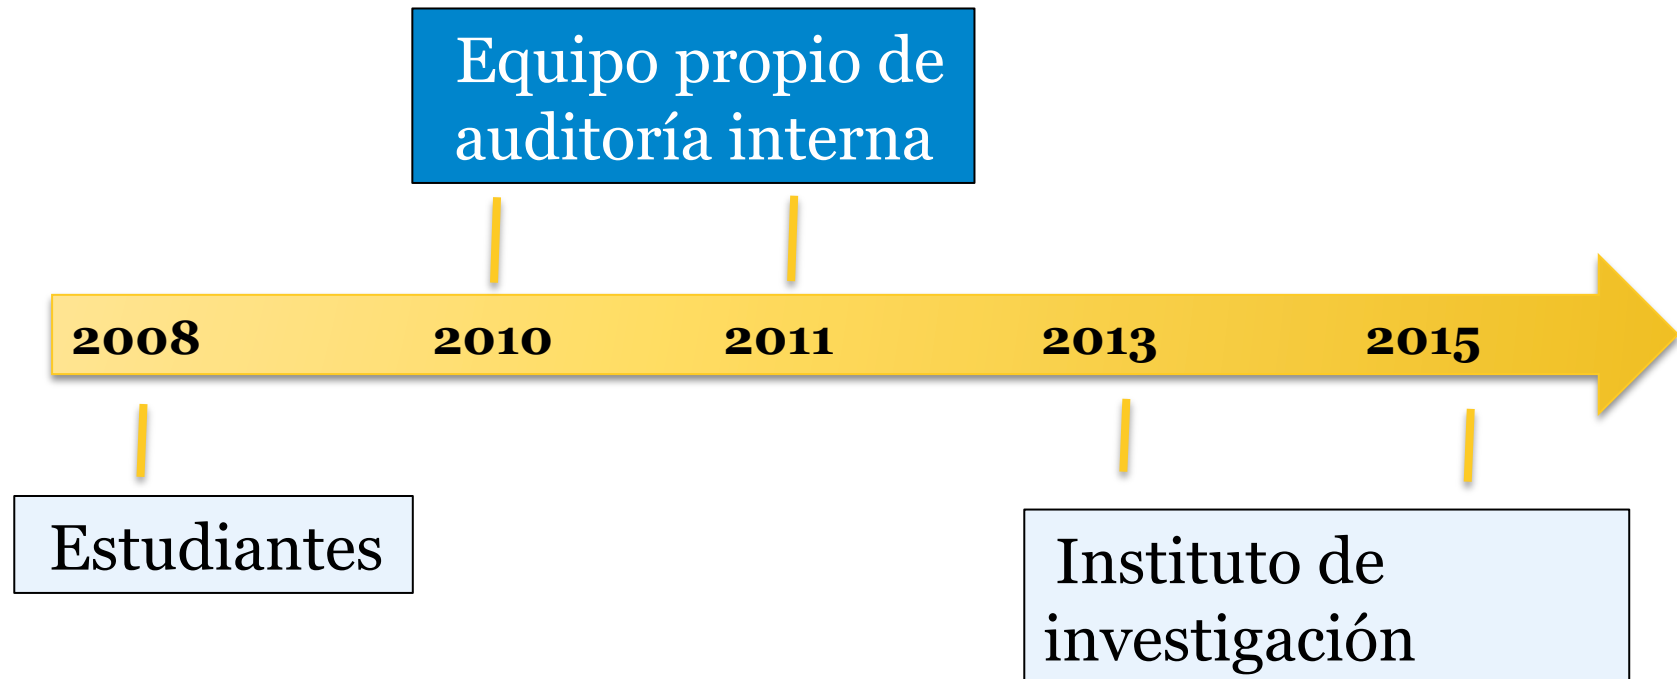 Equipo propio de
auditoría interna
2008 2010 2011 2013 2015
Estudiantes
Instituto de
investigación